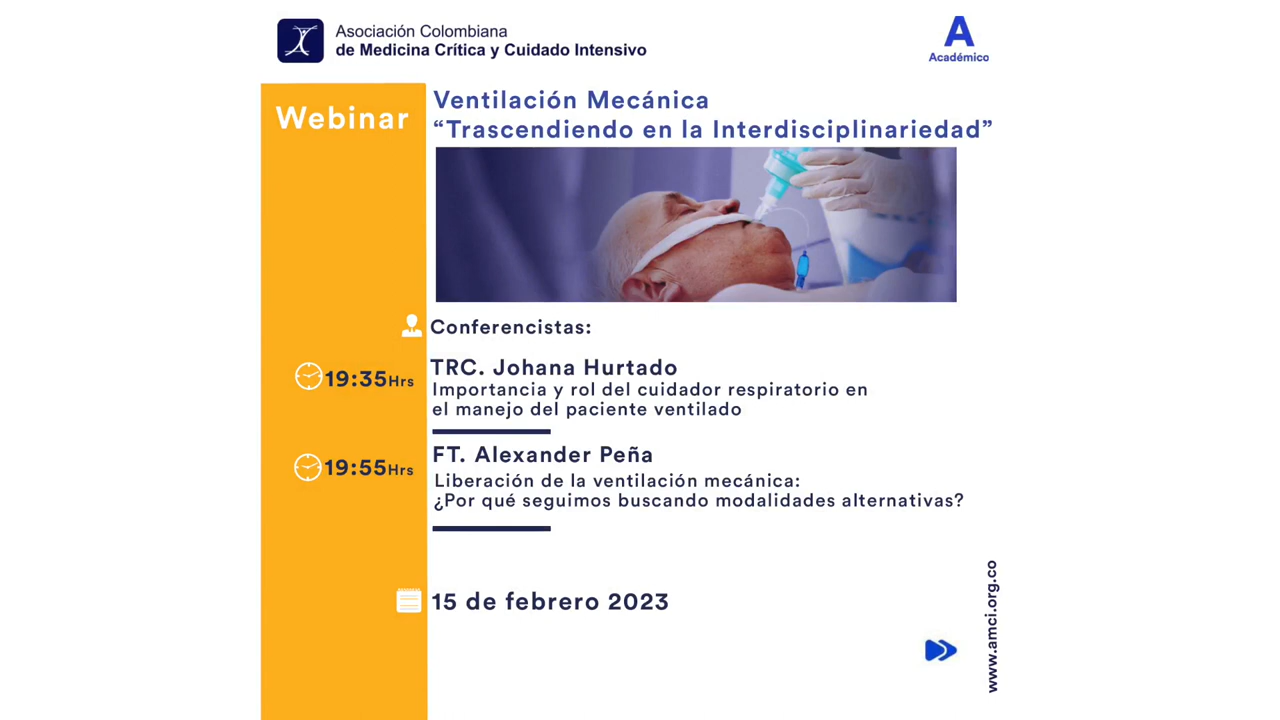 Asociación Colombiana
de Medicina Crítica y Cuidado Intensivo
A
Académico
Webinar
Ventilación Mecánica
“Trascendiendo en la Interdisciplinariedad”
Conferencistas:
19:35Hrs
TRC. Johana Hurtado
Importancia y rol del cuidador respiratorio en
el manejo del paciente ventilado
19:55Hrs
FT. Alexander Peña
Liberación de la ventilación mecánica:
¿Por qué seguimos buscando modalidades alternativas?
15 de febrero 2023
www.amci.org.co